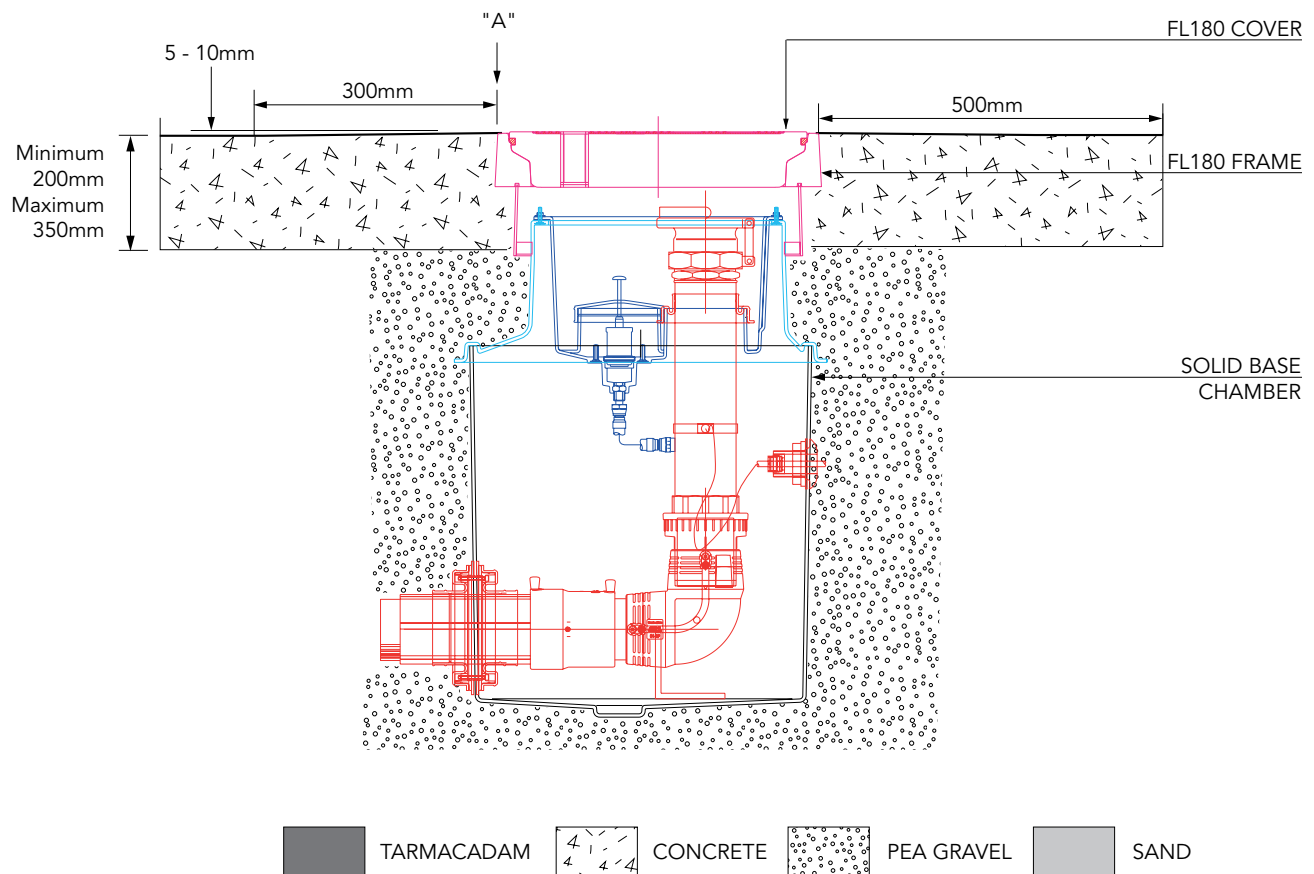 "A"
FL180 COVER
5 - 10mm
300mm
500mm
Minimum
200mm
Maximum
350mm
FL180 FRAME
SOLID BASE
CHAMBER
TARMACADAM
CONCRETE
PEA GRAVEL
SAND